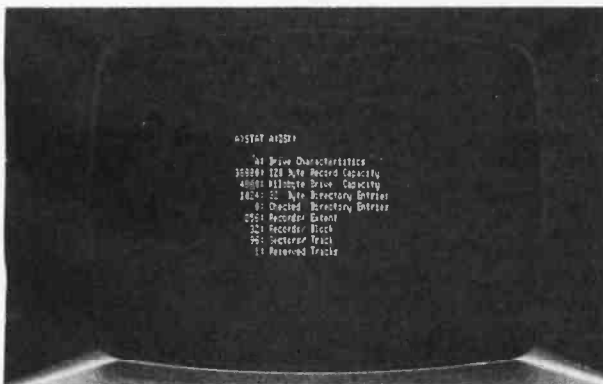 A>STAT A:DSK:
A: Drive Characteristics
128 Byte Record Capacity
Kilobyte Drive Capacity
1024: 32 Byte Directory Entries
0: Checked Directory Entries
256: Records/ Extent
32: Records/ Block
96: Sectors/ Track
1: Reserved Tracks